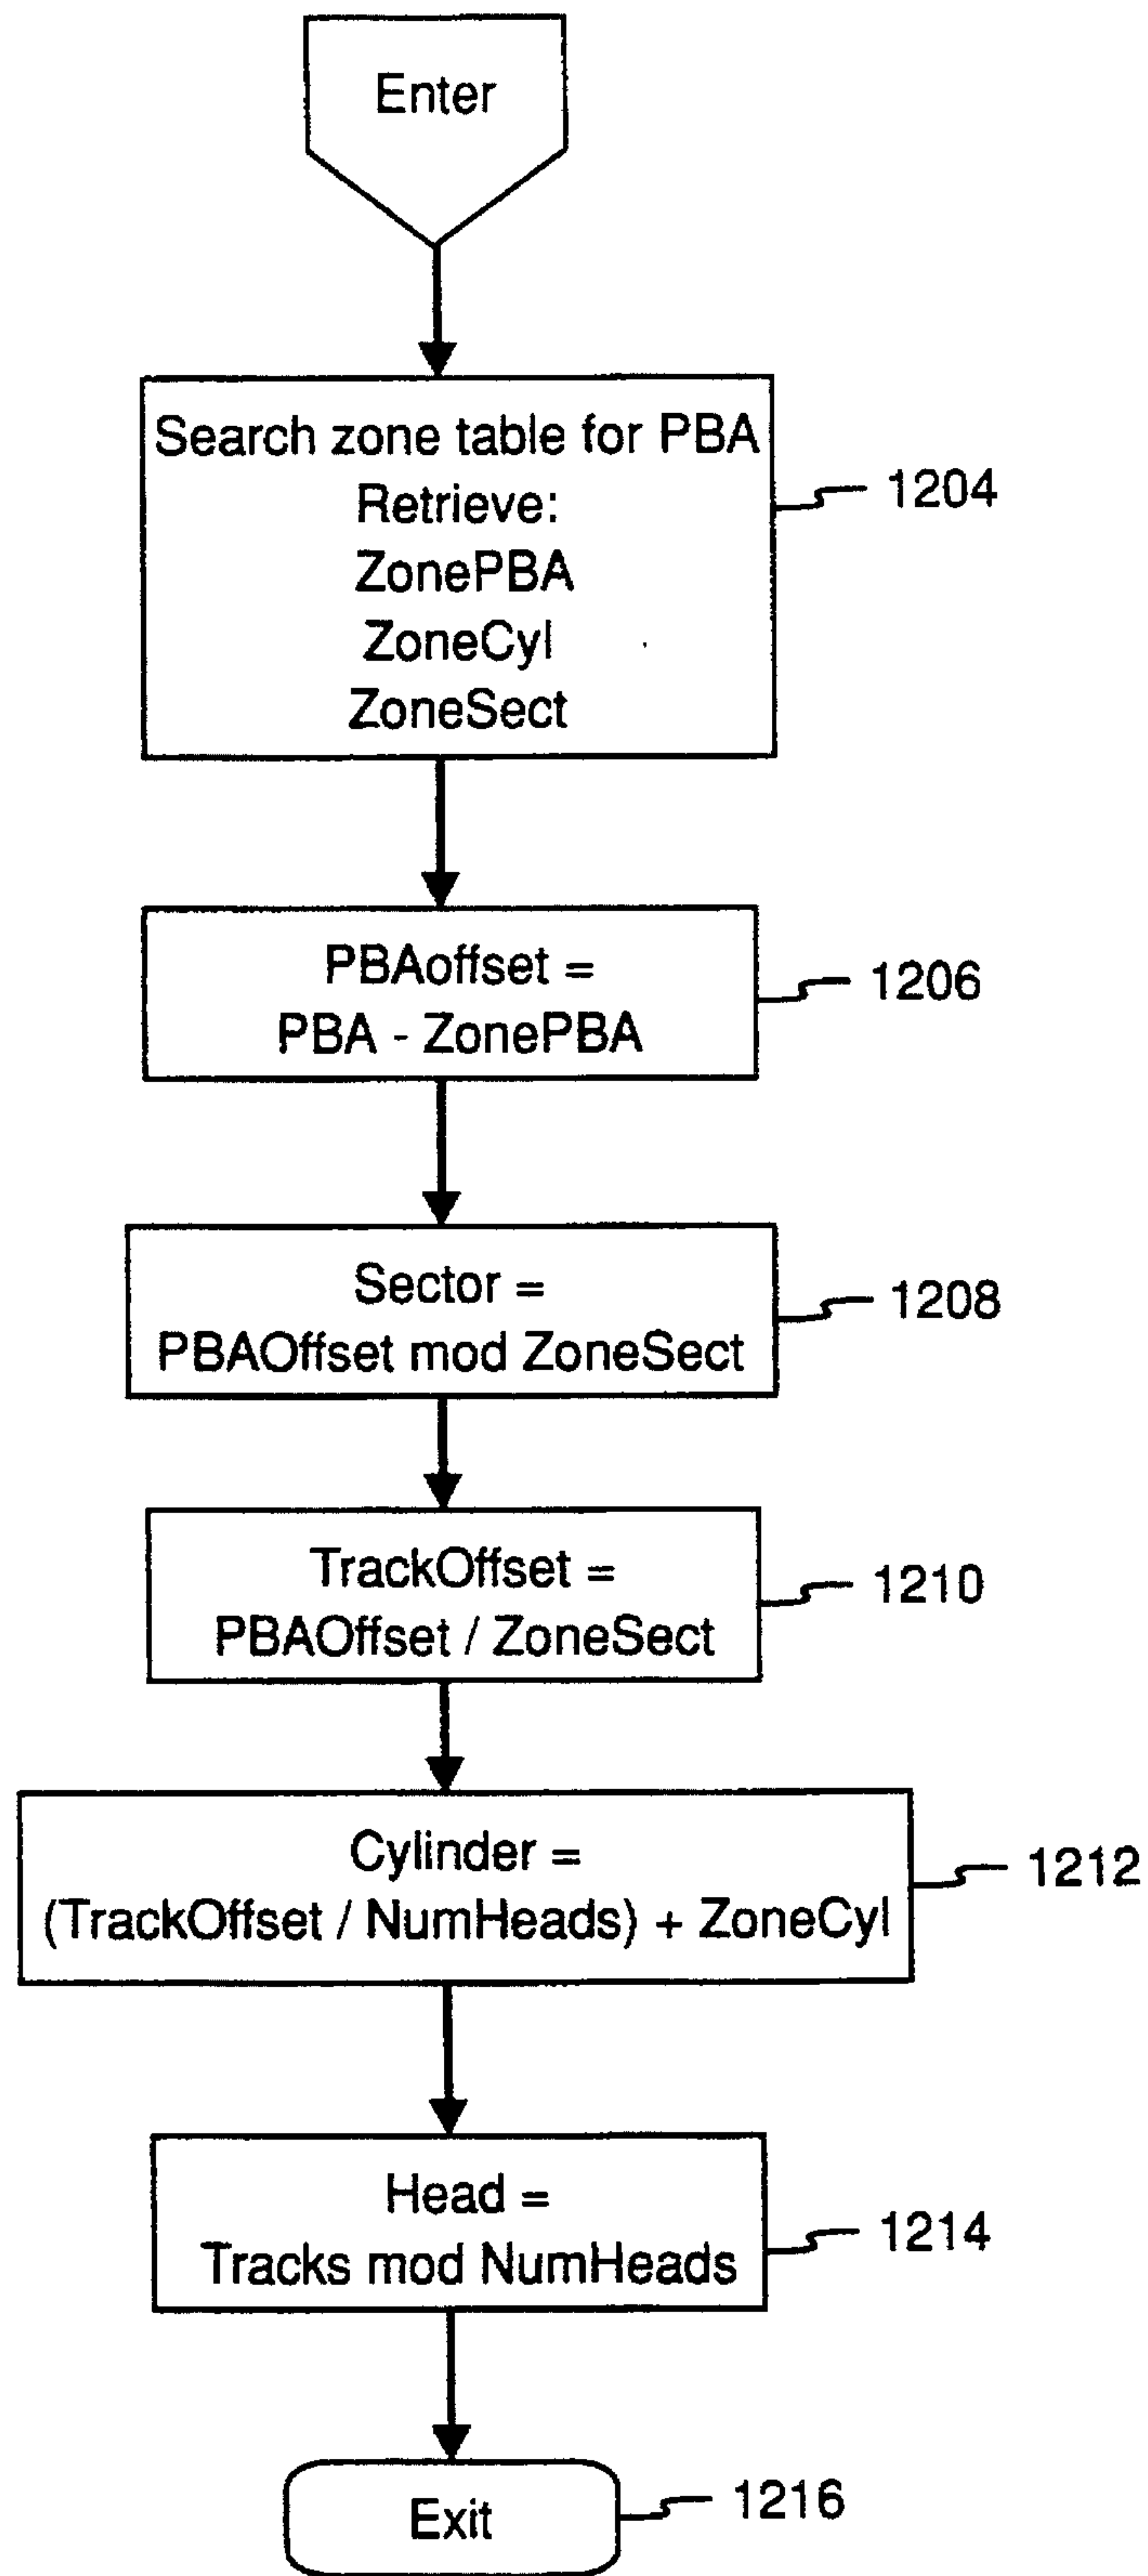 Enter
Search zone table for PBA
Retrieve:
ZonePBA
ZoneCyl
ZoneSect
1204
PBAoffset =
PBA - ZonePBA
1206
Sector =
PBAOffset mod ZoneSect
1208
TrackOffset =
PBAOffset / ZoneSect
1210
Cylinder =
(TrackOffset / NumHeads) + ZoneCyl
1212
Head =
Tracks mod NumHeads
1214
Exit
1216